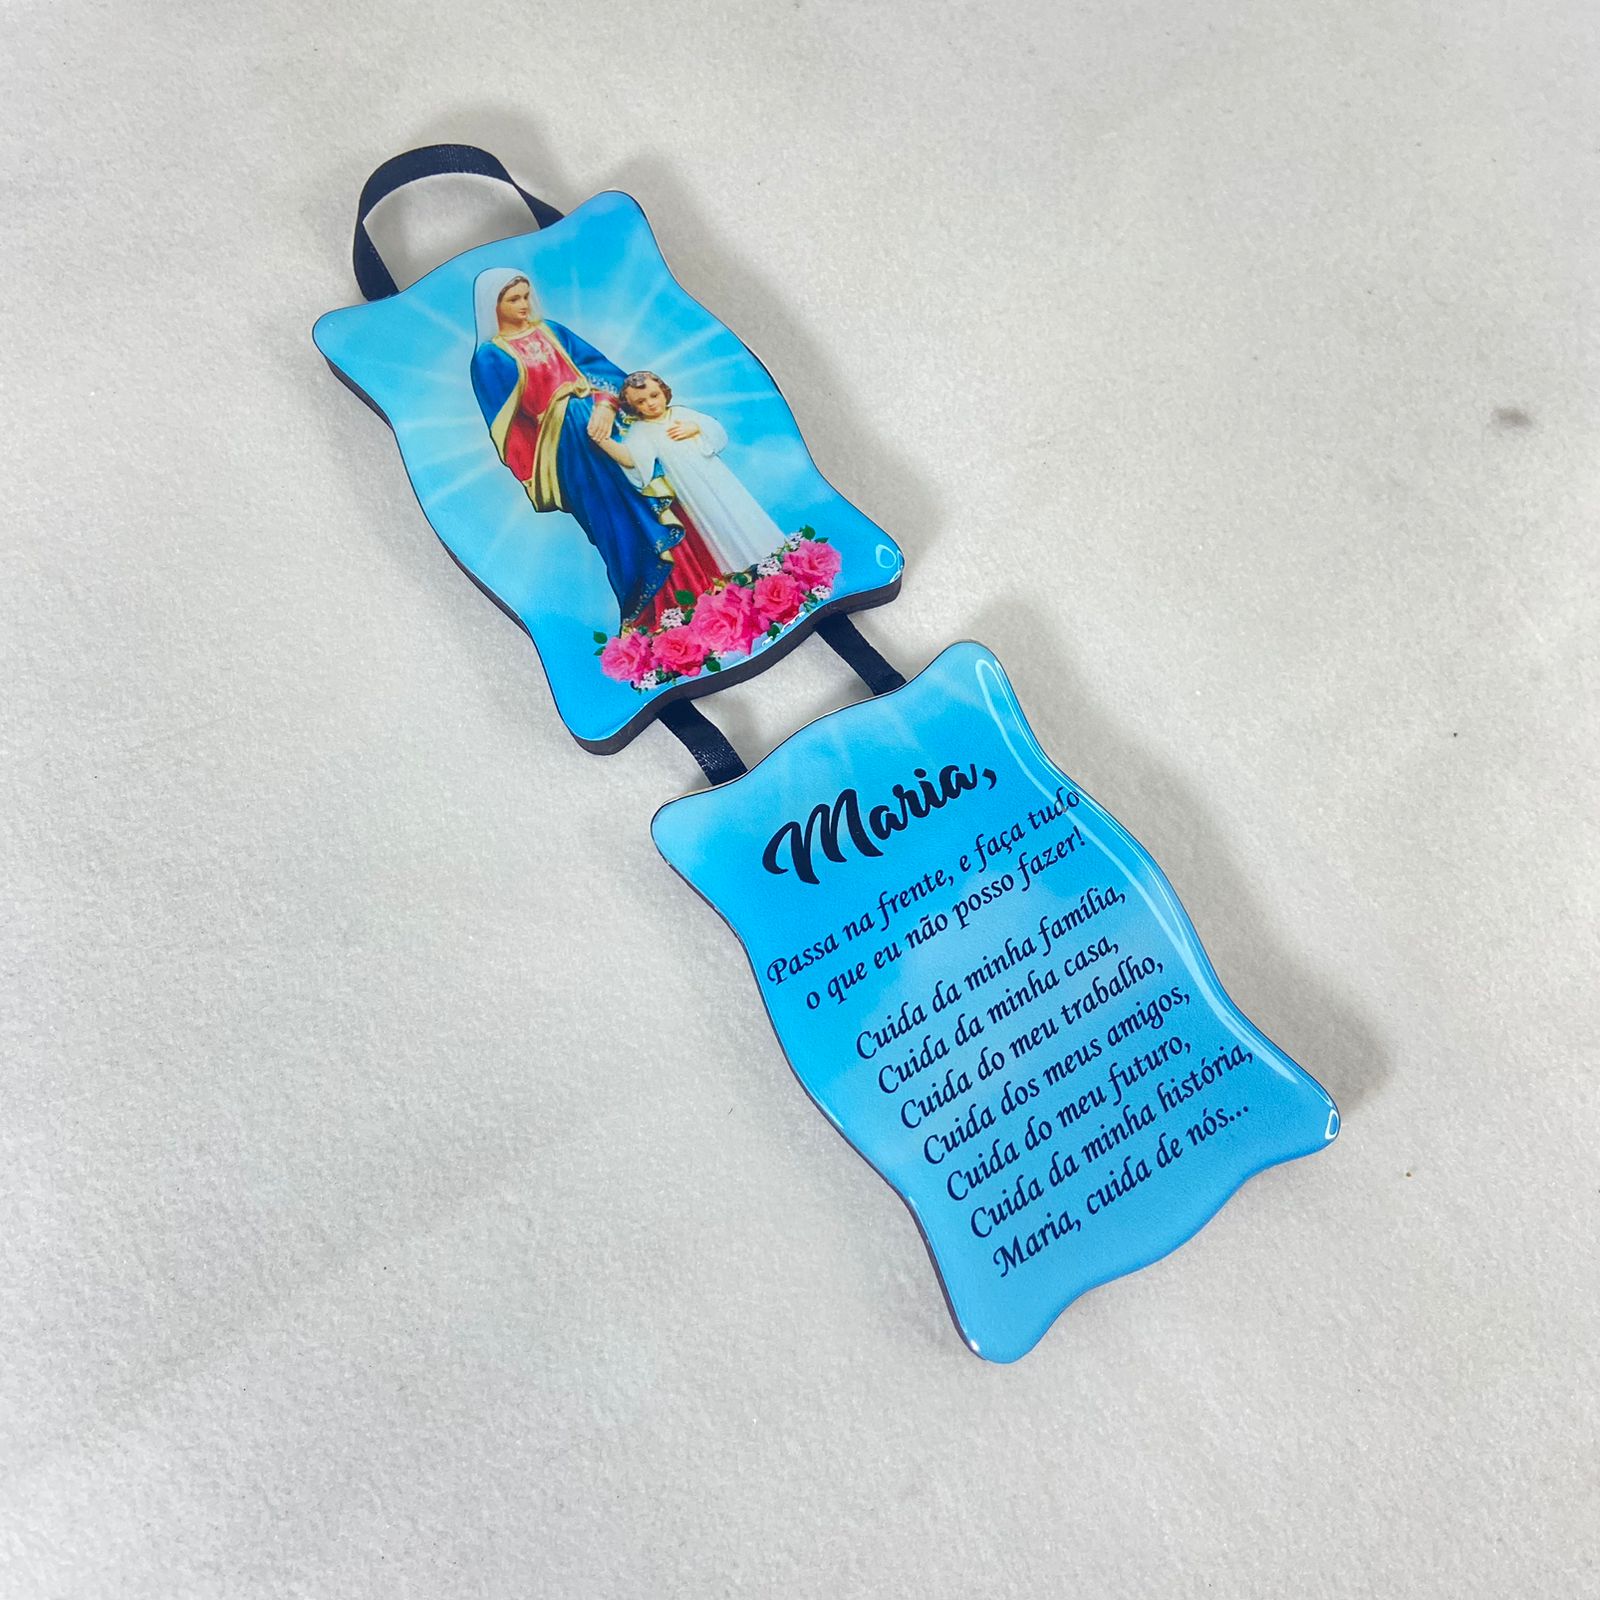 Maria,
Passa na frente, e faça tudo
o que eu não posso fazer!
Cuida da minha família,
Cuida da minha casa,
Cuida do meu trabalho,
Cuida dos meus amigos,
Cuida do meu futuro,
Cuida da minha história,
Maria, cuida de nós...